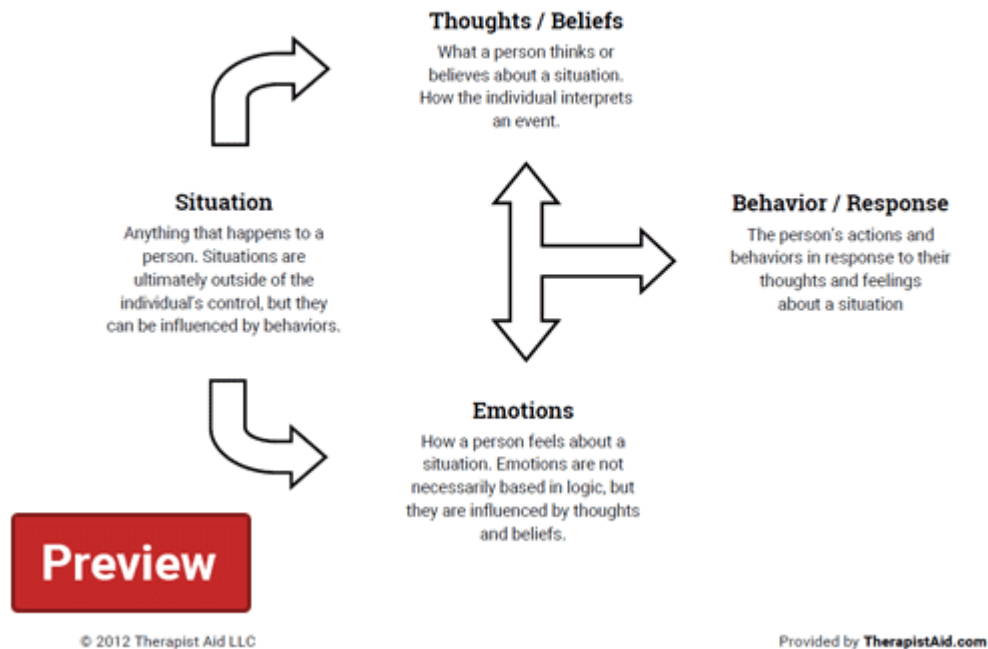 Thoughts / Beliefs
What a person thinks or
believes about a situation.
How the individual interprets
an event.
Situation
Anything that happens to a
person. Situations are
ultimately outside of the
individual's control, but they
can be influenced by behaviors.
Behavior / Response
The person's actions and
behaviors in response to their
thoughts and feelings
about a situation
Emotions
How a person feels about a
situation. Emotions are not
necessarily based in logic, but
they are influenced by thoughts
and beliefs.
Preview
© 2012 Therapist Aid LLC
Provided by TherapistAid.com